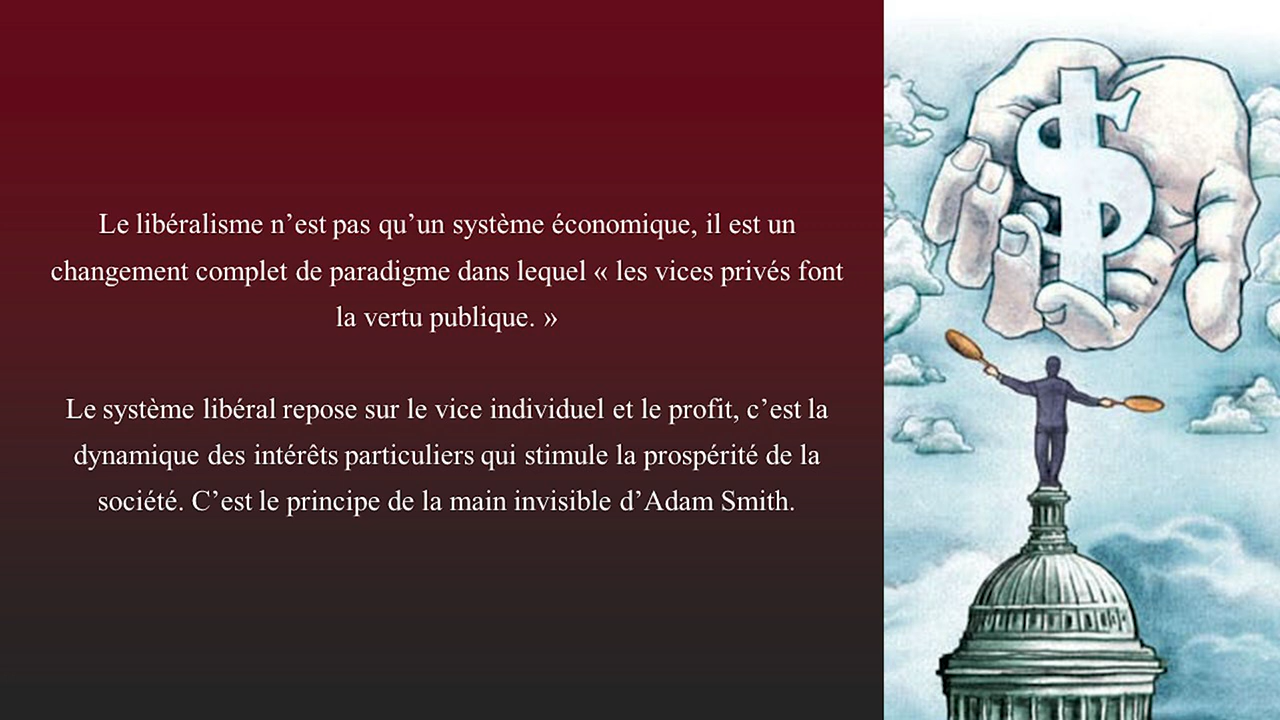 Le libéralisme n’est pas qu’un système économique, il est un
changement complet de paradigme dans lequel « les vices privés font
la vertu publique. »
Le système libéral repose sur le vice individuel et le profit, c’est la
dynamique des intérêts particuliers qui stimule la prospérité de la
société. C’est le principe de la main invisible d’Adam Smith.
$